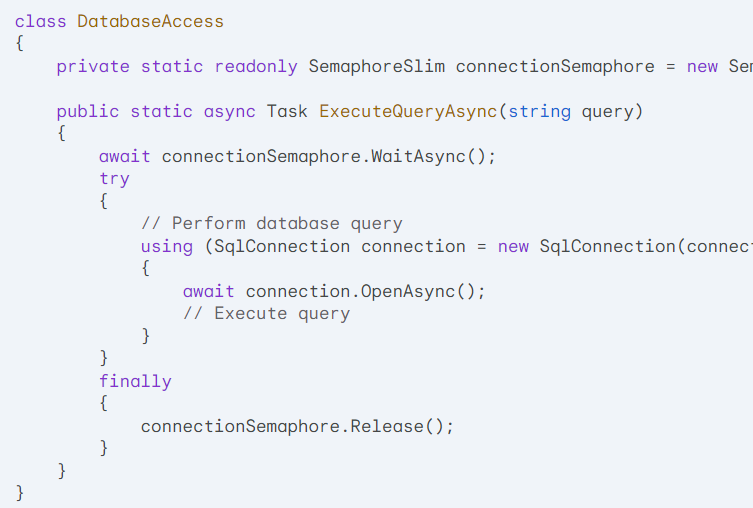 class DatabaseAccess
{
    private static readonly SemaphoreSlim connectionSemaphore = new Sem

    public static async Task ExecuteQueryAsync(string query)
    {
        await connectionSemaphore.WaitAsync();
        try
        {
            // Perform database query
            using (SqlConnection connection = new SqlConnection(connect
            {
                await connection.OpenAsync();
                // Execute query
            }
        }
        finally
        {
            connectionSemaphore.Release();
        }
    }
}